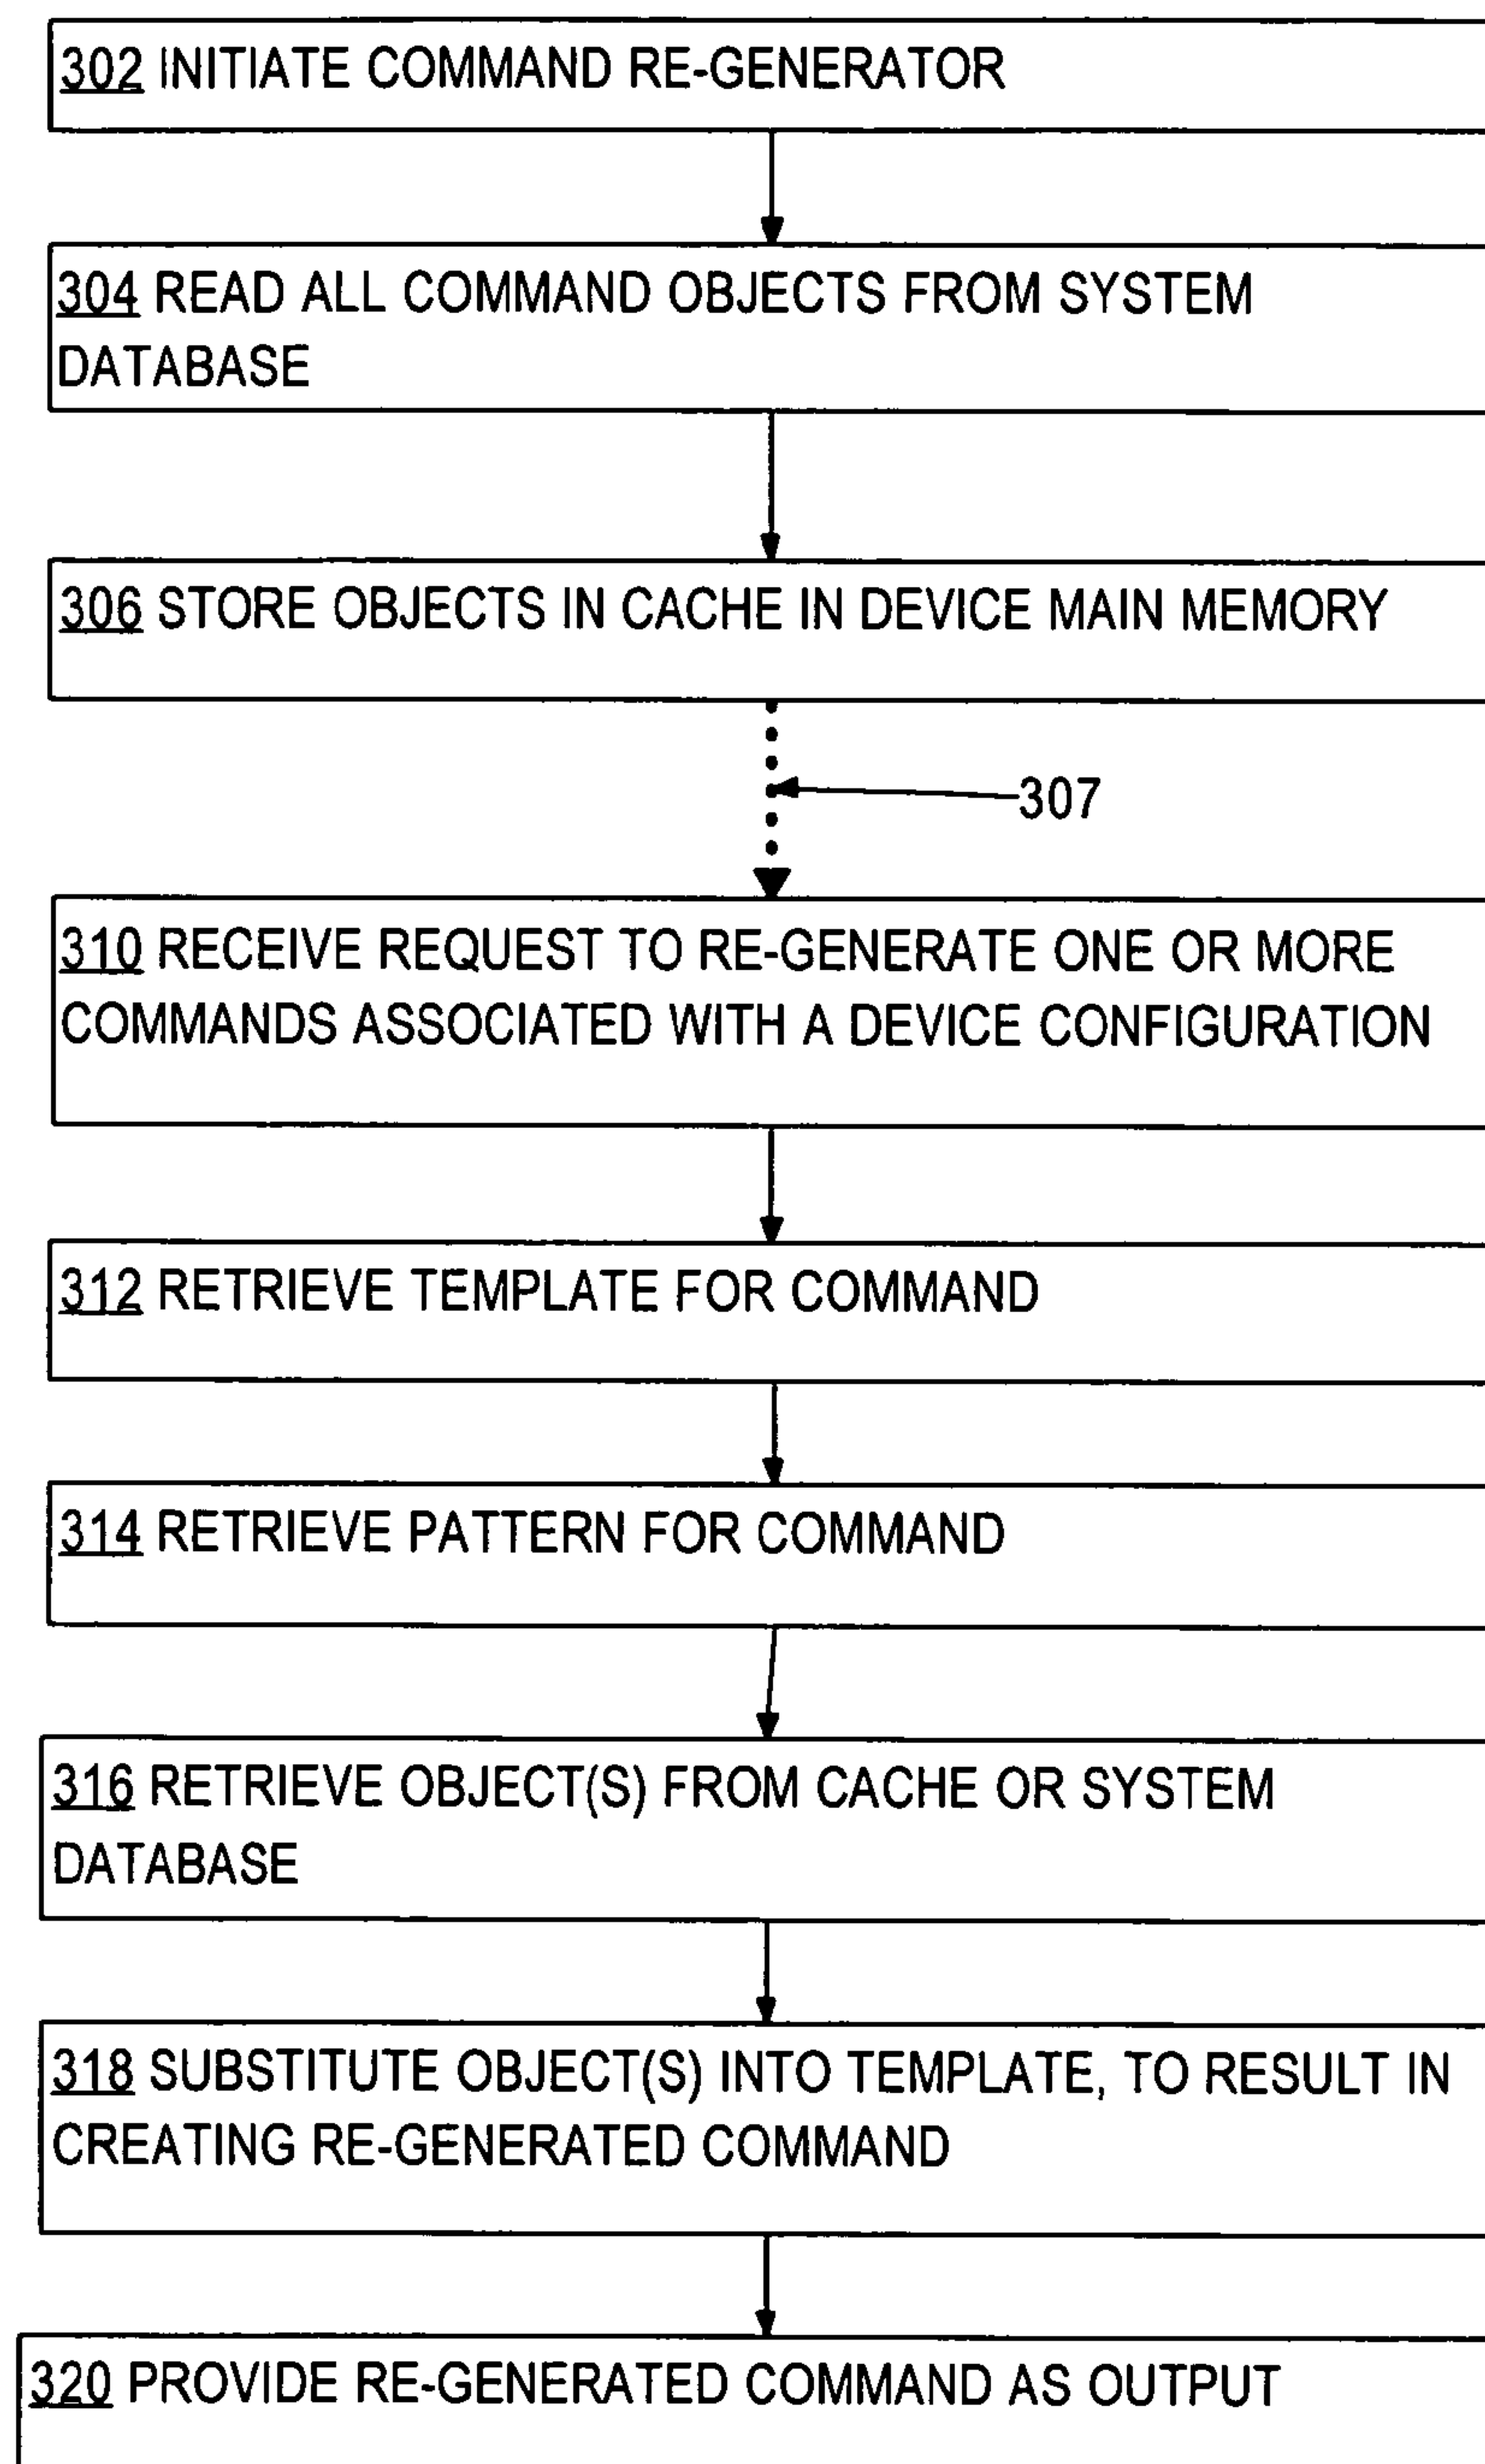 302 INITIATE COMMAND RE-GENERATOR
304 READ ALL COMMAND OBJECTS FROM SYSTEM
DATABASE
306 STORE OBJECTS IN CACHE IN DEVICE MAIN MEMORY
307
310 RECEIVE REQUEST TO RE-GENERATE ONE OR MORE
COMMANDS ASSOCIATED WITH A DEVICE CONFIGURATION
312 RETRIEVE TEMPLATE FOR COMMAND
314 RETRIEVE PATTERN FOR COMMAND
316 RETRIEVE OBJECT(S) FROM CACHE OR SYSTEM
DATABASE
318 SUBSTITUTE OBJECT(S) INTO TEMPLATE, TO RESULT IN
CREATING RE-GENERATED COMMAND
320 PROVIDE RE-GENERATED COMMAND AS OUTPUT